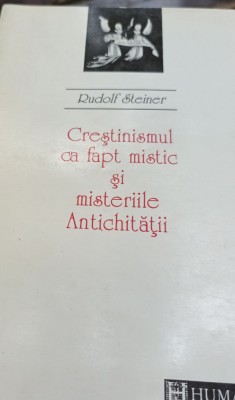 Rudolf Steiner
Creştinismul
ca fapt mistic
şi
misteriile
Antichităţii
HUMA